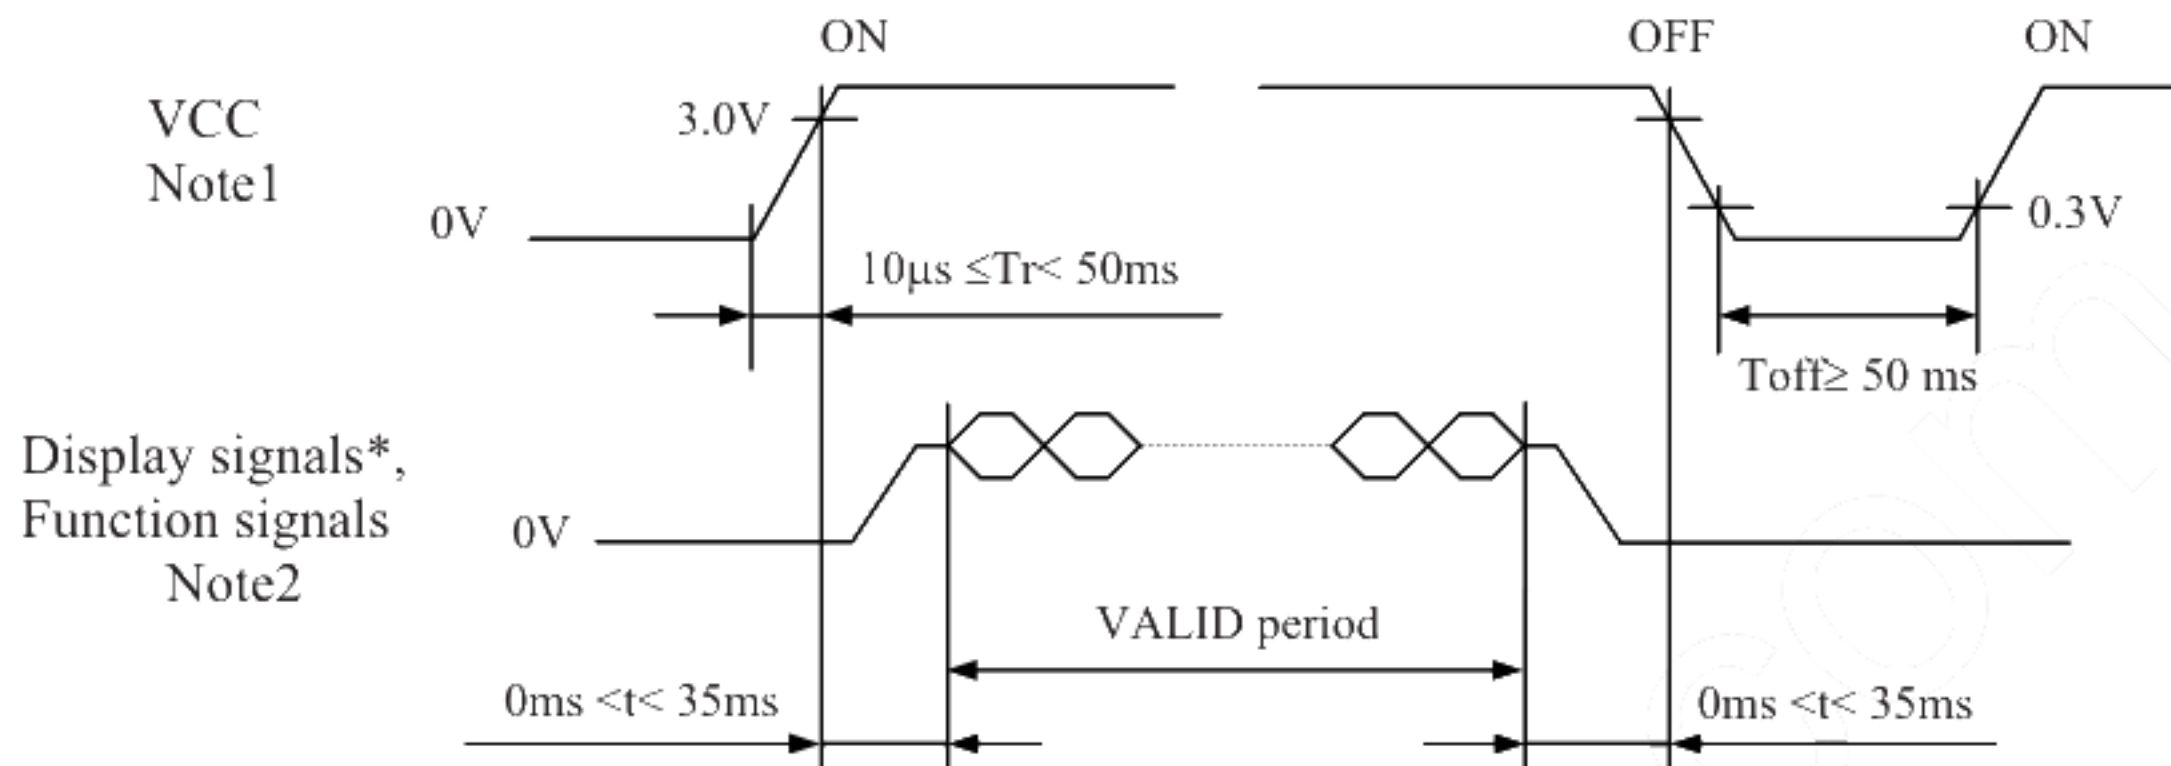 ON
OFF
ON
VCC
Note1
3.0V
0V
0.3V
10μs ≤Tr< 50ms
Toff≥ 50 ms
Display signals*,
Function signals
Note2
0V
VALID period
0ms <t< 35ms
0ms <t< 35ms
com